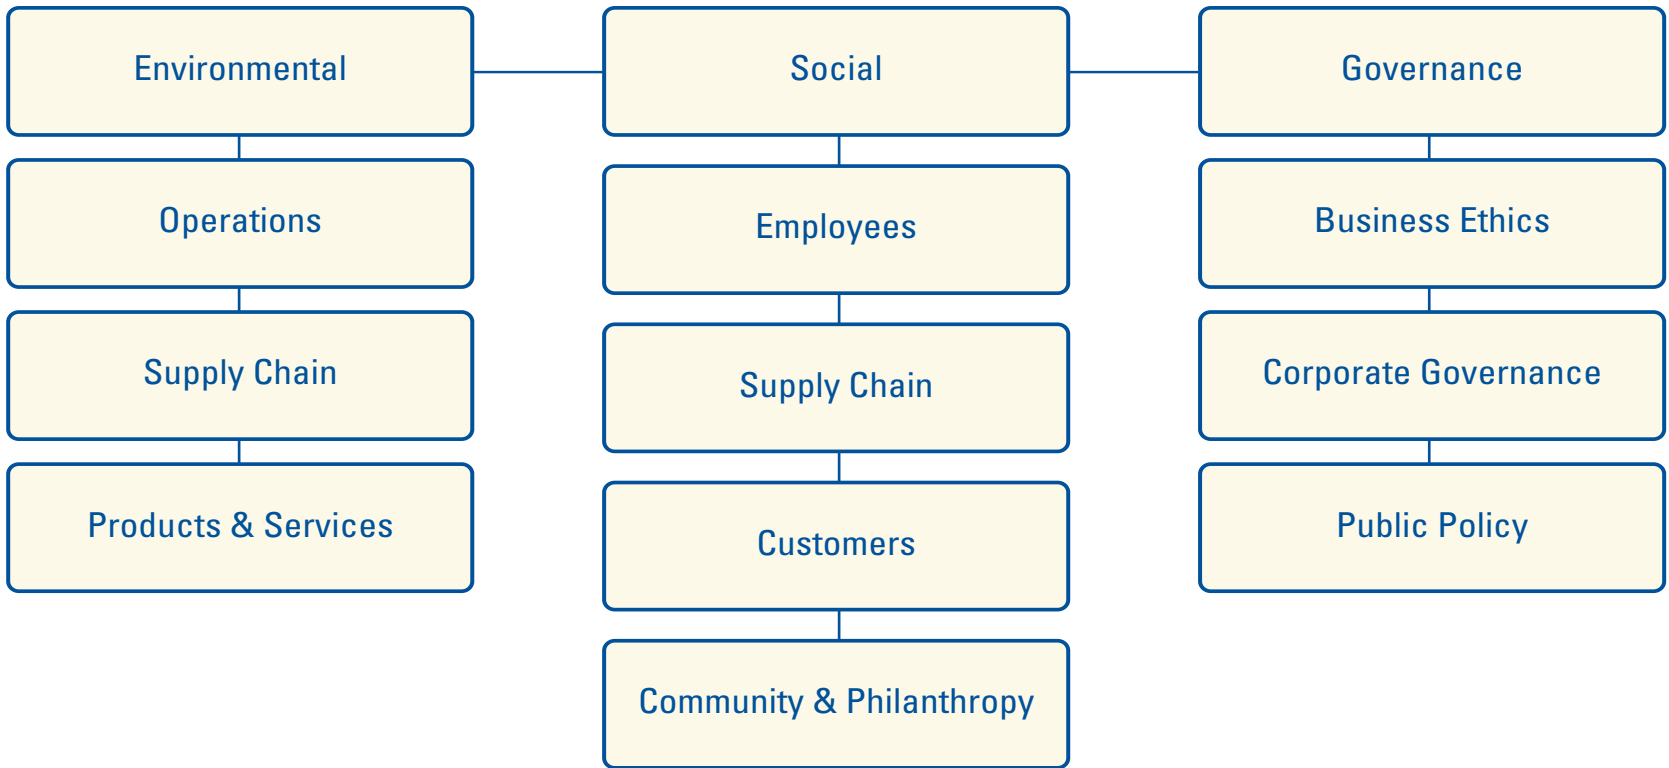 Environmental
Social
Governance
Operations
Employees
Business Ethics
Supply Chain
Supply Chain
Corporate Governance
Products & Services
Customers
Public Policy
Community & Philanthropy